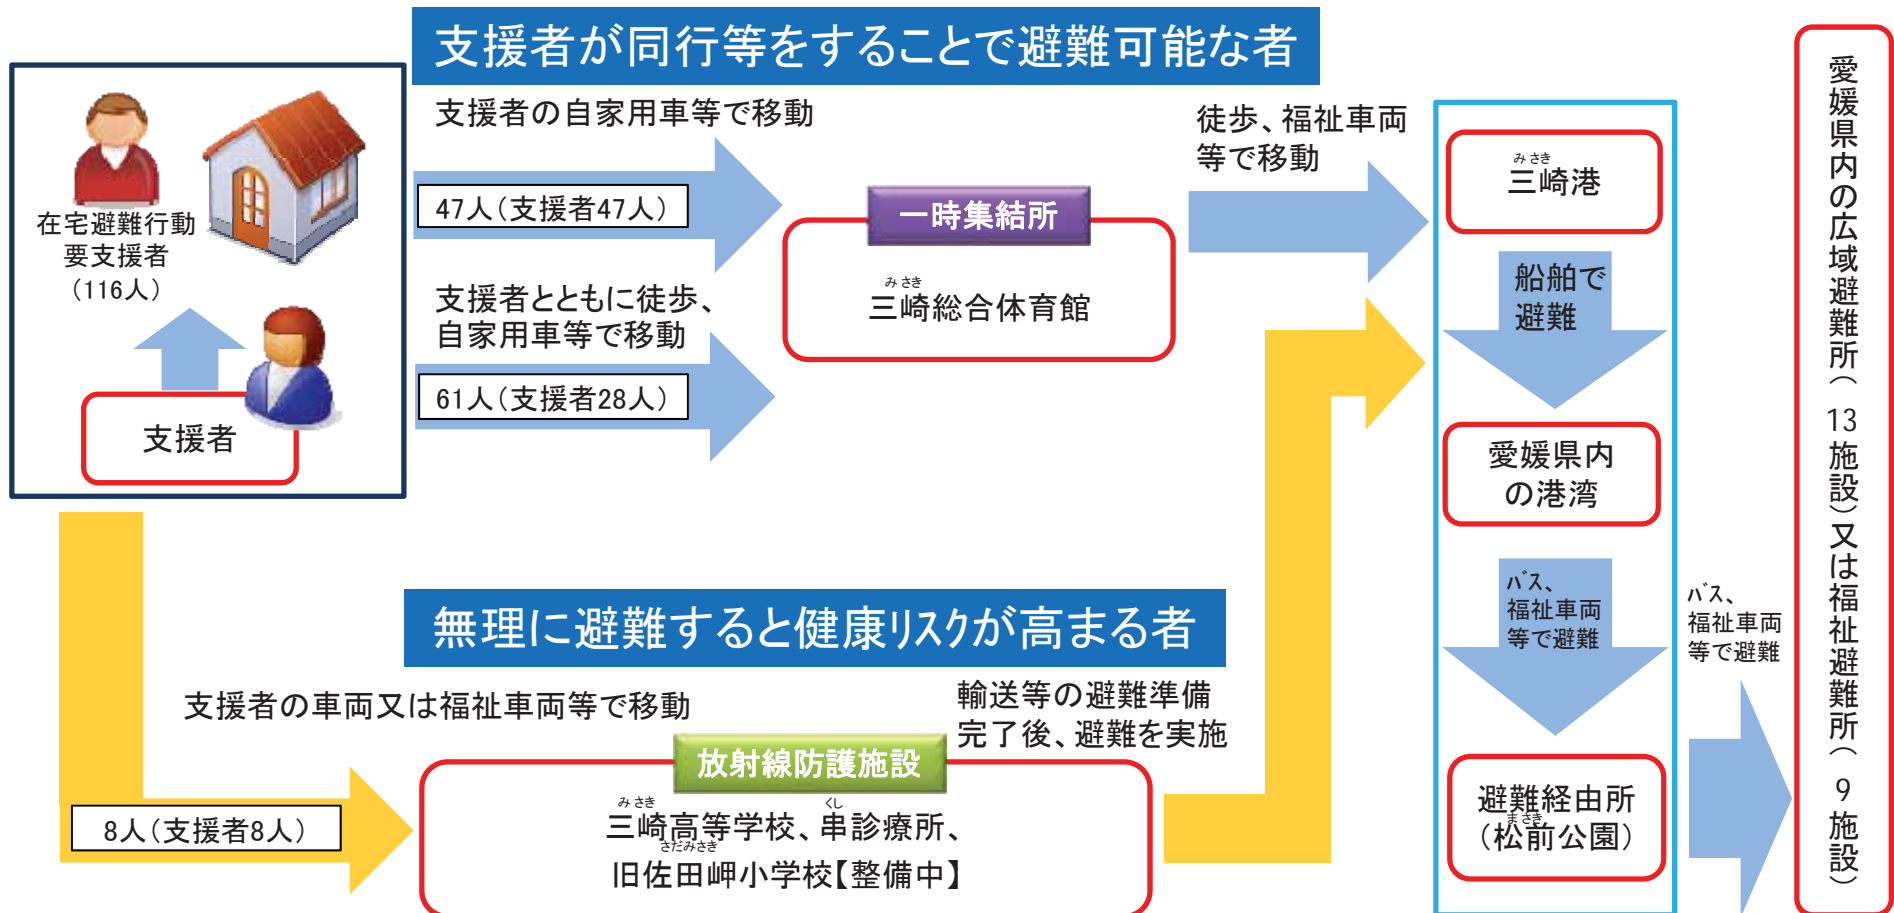 支援者が同行等をすることで避難可能な者
在宅避難行動
要支援者
(116人)
支援者
支援者の自家用車等で移動
47人(支援者47人)
支援者とともに徒歩、
自家用車等で移動
61人(支援者28人)
一時集結所
みさき
三崎総合体育館
徒歩、福祉車両
等で移動
みさき
三崎港
船舶で
避難
愛媛県内
の港湾
バス、
福祉車両
等で避難
避難経由所
まさき
(松前公園)
バス、
福祉車両
等で避難
愛媛県内の広域避難所(13施設)又は福祉避難所(9施設)
無理に避難すると健康リスクが高まる者
支援者の車両又は福祉車両等で移動
8人(支援者8人)
放射線防護施設
みさき くし
三崎高等学校、串診療所、
さだみさき
旧佐田岬小学校【整備中】
輸送等の避難準備
完了後、避難を実施